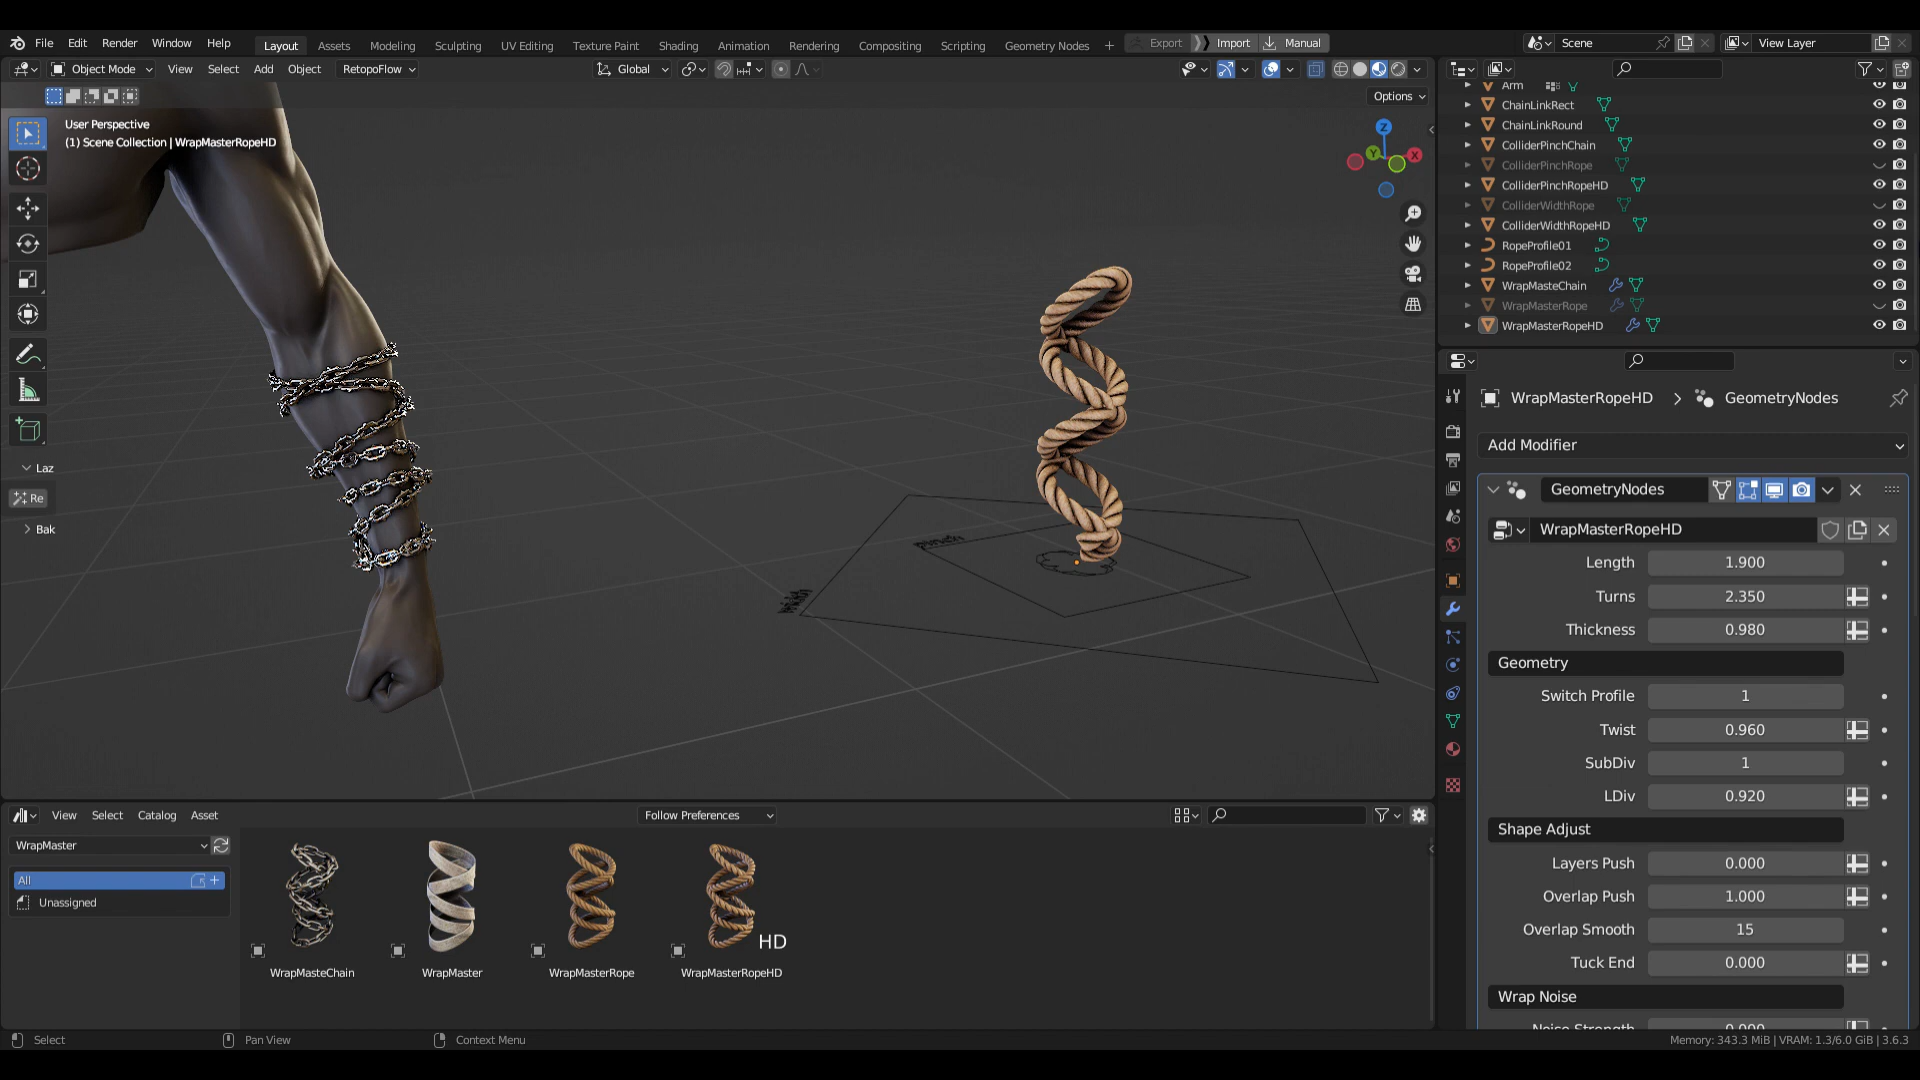 File Edit Render Window Help Layout Assets Modeling Sculpting UV Editing Texture Paint Shading Animation Rendering Compositing Scripting Geometry Nodes + Export Import Manual Scene View Layer
Object Mode View Select Add Object RetopoFlow Global
Options
User Perspective
(1) Scene Collection | WrapMasterRopeHD
Z
Y
X
Laz
Re
Bak
Arm
ChainLinkRect
ChainLinkRound
ColliderPinchChain
ColliderPinchRope
ColliderPinchRopeHD
ColliderWidthRope
ColliderWidthRopeHD
RopeProfile01
RopeProfile02
WrapMasteChain
WrapMasterRope
WrapMasterRopeHD
WrapMasterRopeHD > GeometryNodes
Add Modifier
GeometryNodes
WrapMasterRopeHD
Length 1.900
Turns 2.350
Thickness 0.980
Geometry
Switch Profile 1
Twist 0.960
SubDiv 1
LDiv 0.920
Shape Adjust
Layers Push 0.000
Overlap Push 1.000
Overlap Smooth 15
Tuck End 0.000
Wrap Noise
Noise Strength 0.000
View Select Catalog Asset Follow Preferences
WrapMaster
All
Unassigned
HD
WrapMasteChain WrapMaster WrapMasterRope WrapMasterRopeHD
Select Pan View Context Menu Memory: 343.3 MiB | VRAM: 1.3/6.0 GiB | 3.6.3